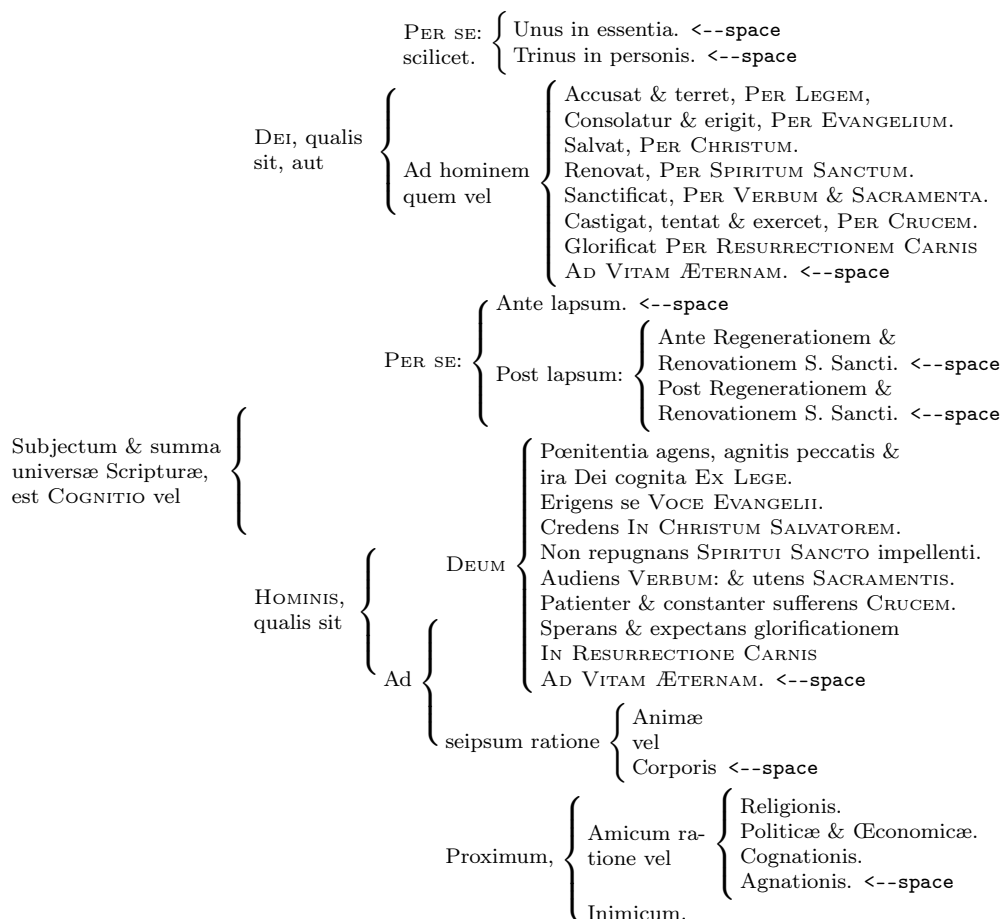 Subjectum & summa
universæ Scripturæ,
est COGNITIO vel
DEI, qualis
sit, aut
PER SE:
scilicet.
Unus in essentia. <--space
Trinus in personis. <--space
Ad hominem
quem vel
Accusat & terret, PER LEGEM,
Consolatur & erigit, PER EVANGELIUM.
Salvat, PER CHRISTUM.
Renovat, PER SPIRITUM SANCTUM.
Sanctificat, PER VERBUM & SACRAMENTA.
Castigat, tentat & exercet, PER CRUCEM.
Glorificat PER RESURRECTIONEM CARNIS
AD VITAM ÆTERNAM. <--space
HOMINIS,
qualis sit
PER SE:
Ante lapsum. <--space
Post lapsum:
Ante Regenerationem &
Renovationem S. Sancti. <--space
Post Regenerationem &
Renovationem S. Sancti. <--space
Ad
DEUM
Pœnitentia agens, agnitis peccatis &
ira Dei cognita EX LEGE.
Erigens se VOCE EVANGELII.
Credens IN CHRISTUM SALVATOREM.
Non repugnans SPIRITUI SANCTO impellenti.
Audiens VERBUM: & utens SACRAMENTIS.
Patienter & constanter sufferens CRUCEM.
Sperans & expectans glorificationem
IN RESURRECTIONE CARNIS
AD VITAM ÆTERNAM. <--space
seipsum ratione
Animæ
vel
Corporis <--space
Proximum,
Amicum ra-
tione vel
Religionis.
Politicæ & Œconomicæ.
Cognationis.
Agnationis. <--space
Inimicum.